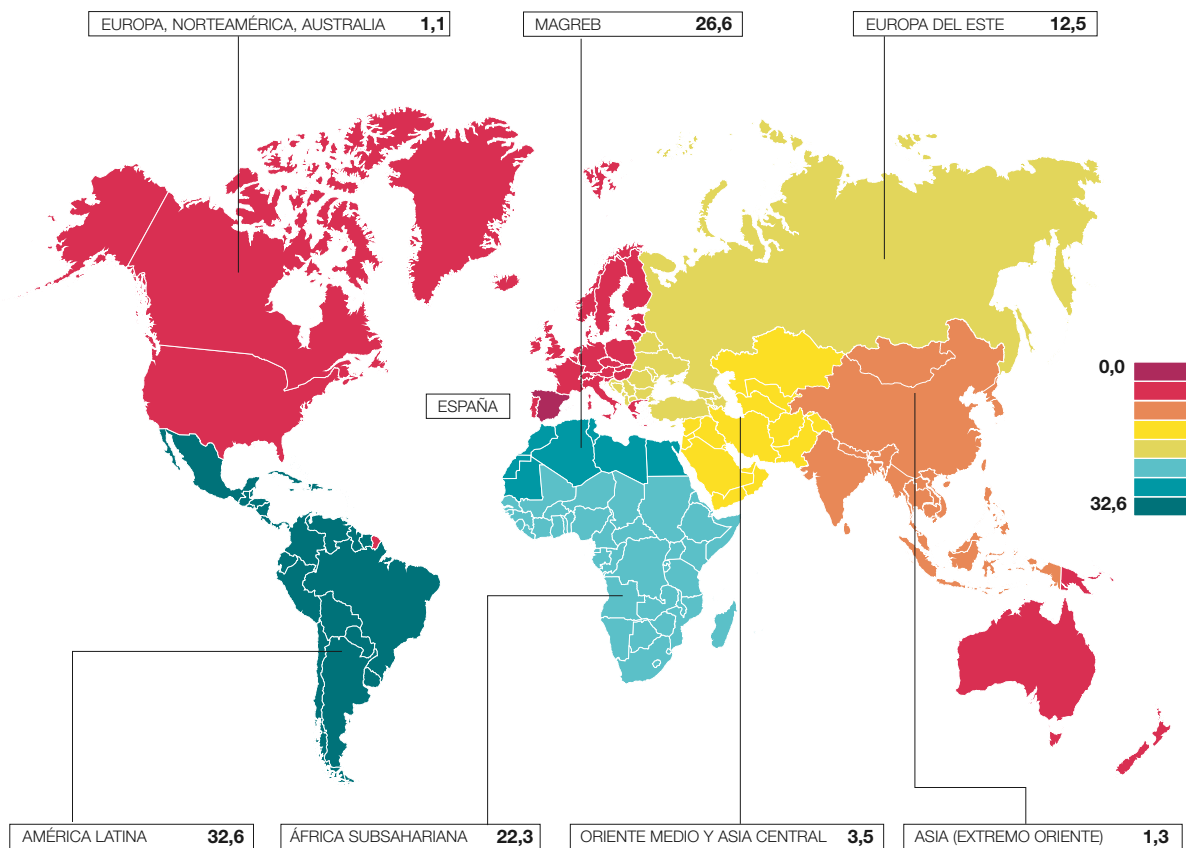 EUROPA, NORTEAMÉRICA, AUSTRALIA 1,1
MAGREB 26,6
EUROPA DEL ESTE 12,5
ESPAÑA
0,0
32,6
AMÉRICA LATINA 32,6
ÁFRICA SUBSAHARIANA 22,3
ORIENTE MEDIO Y ASIA CENTRAL 3,5
ASIA (EXTREMO ORIENTE) 1,3